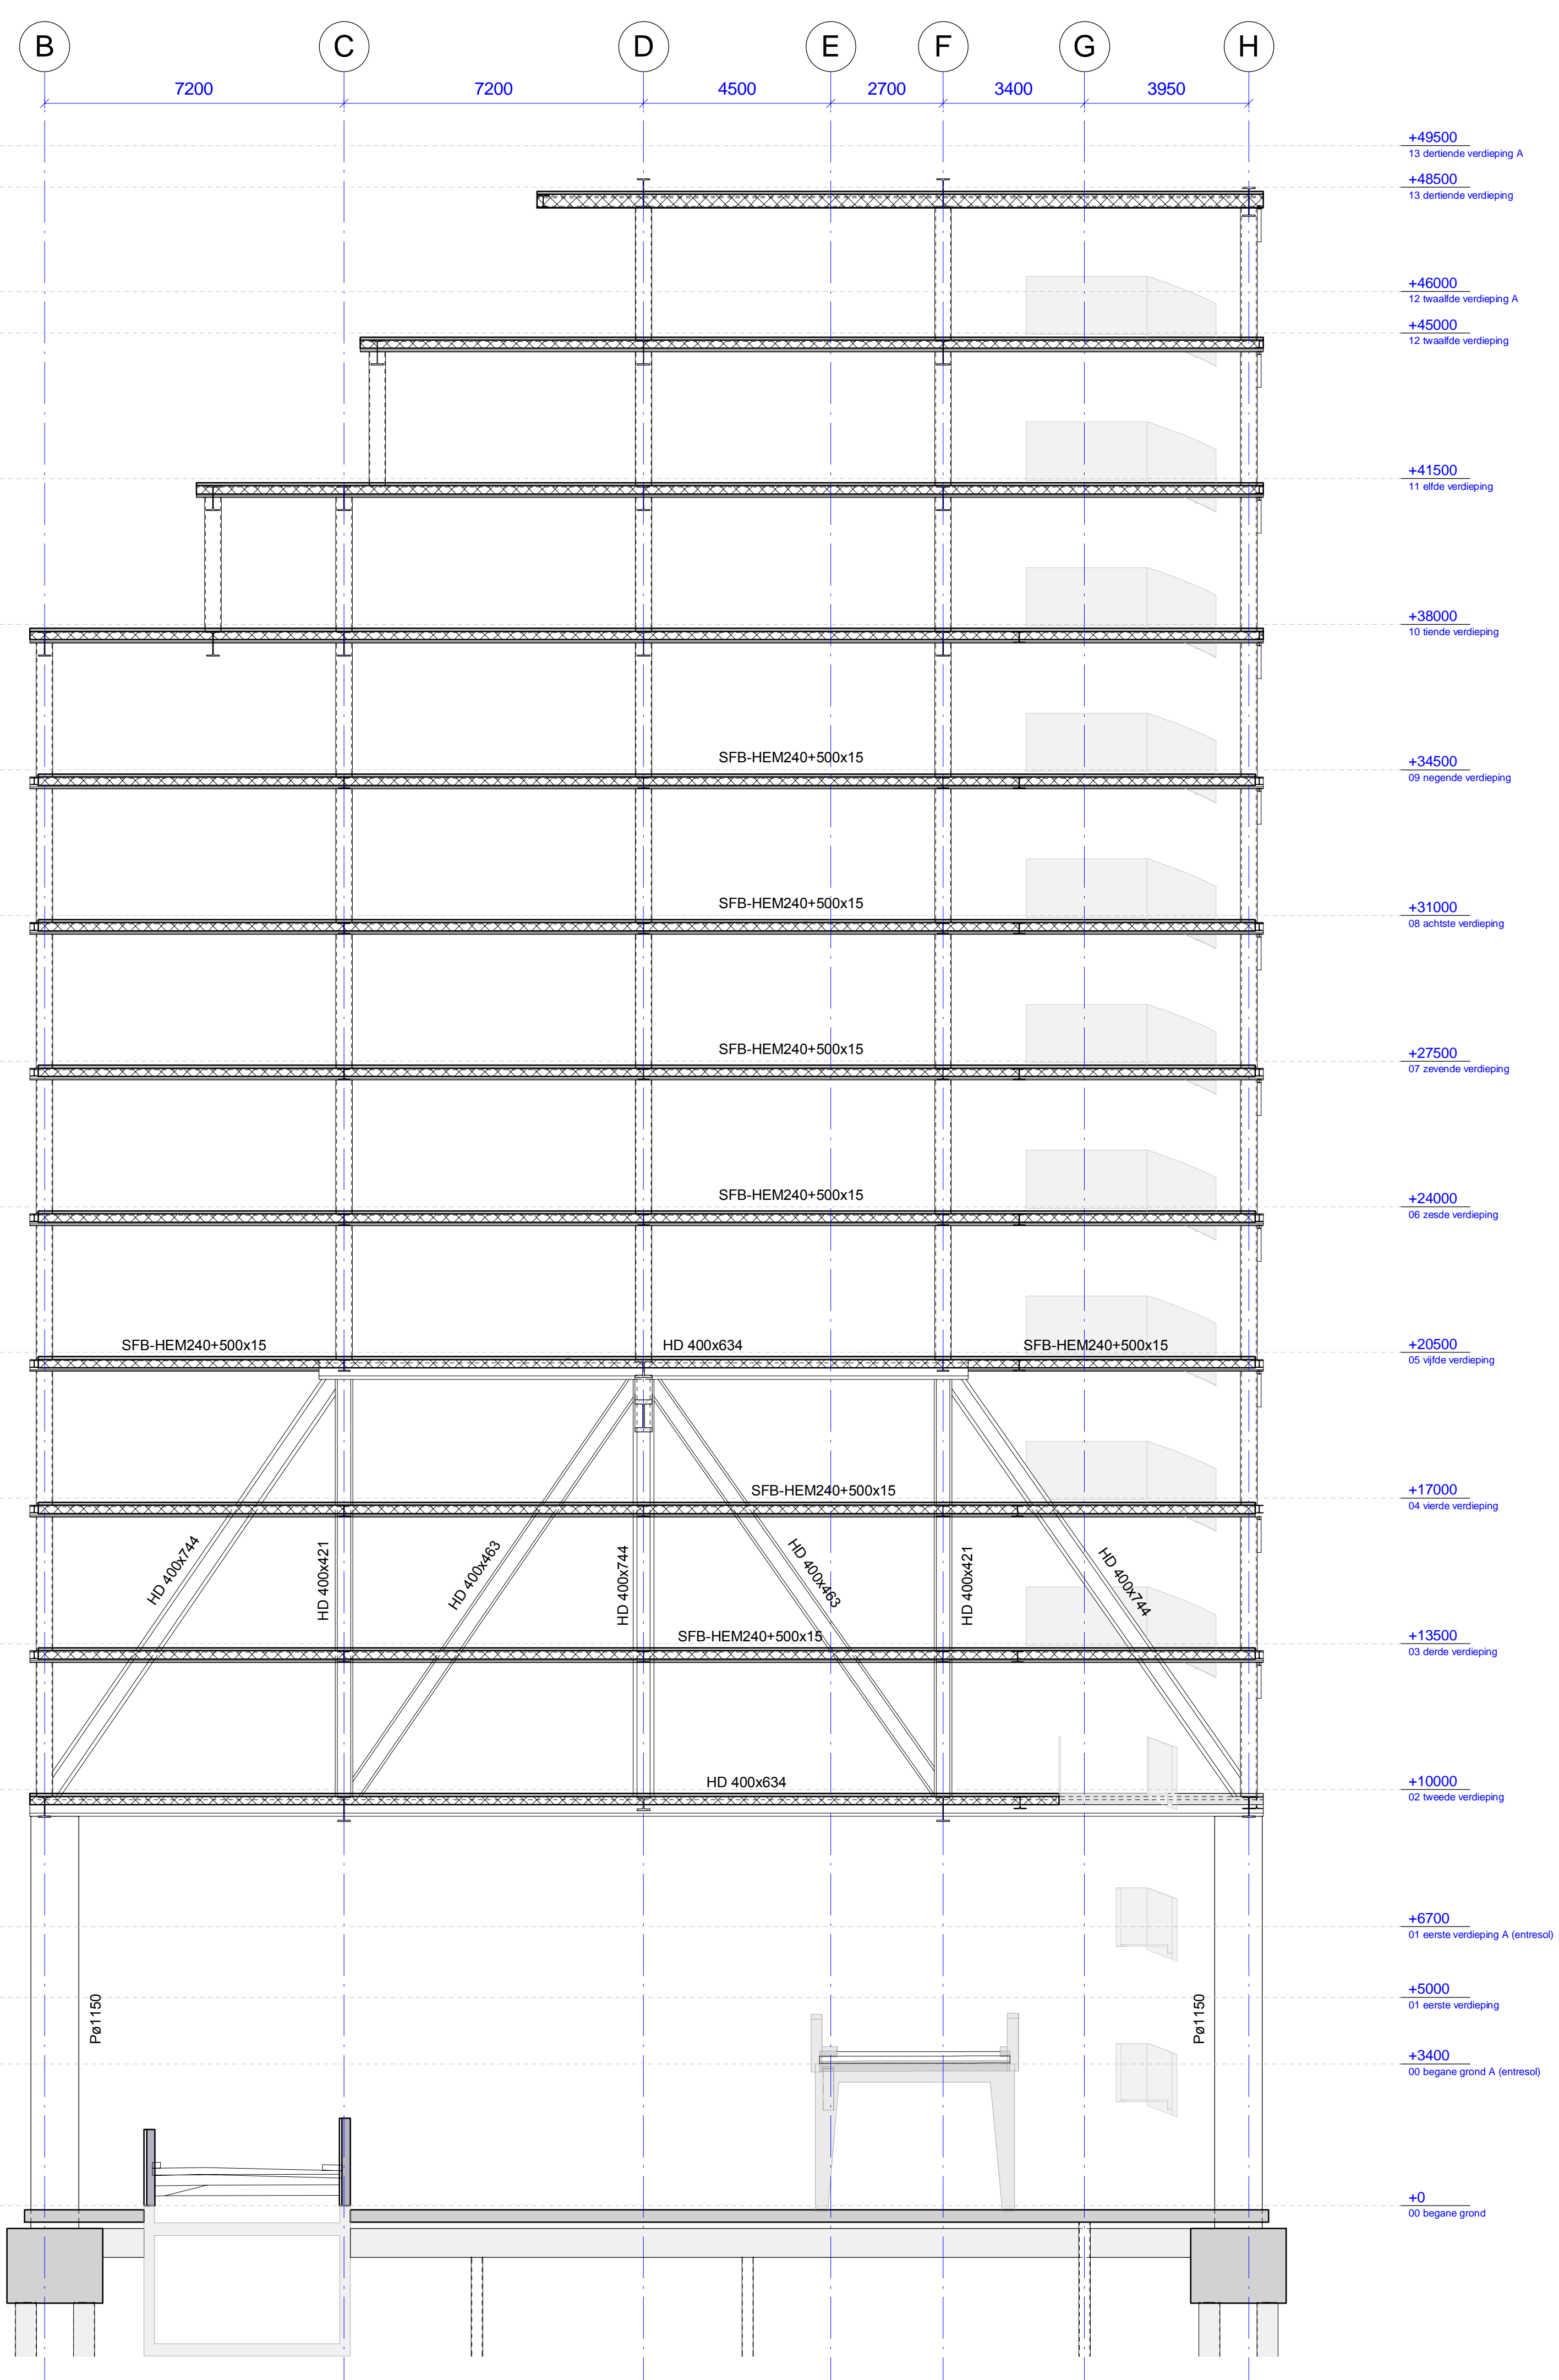 B C D E F G H
7200 7200 4500 2700 3400 3950
+49500
13 dertiende verdieping A
+48500
13 dertiende verdieping
+46000
12 twaalfde verdieping A
+45000
12 twaalfde verdieping
+41500
11 elfde verdieping
+38000
10 tiende verdieping
SFB-HEM240+500x15
+34500
09 negende verdieping
SFB-HEM240+500x15
+31000
08 achtste verdieping
SFB-HEM240+500x15
+27500
07 zevende verdieping
SFB-HEM240+500x15
+24000
06 zesde verdieping
SFB-HEM240+500x15 HD 400x634 SFB-HEM240+500x15
+20500
05 vijfde verdieping
SFB-HEM240+500x15
+17000
04 vierde verdieping
HD 400x744
HD 400x421
HD 400x463
HD 400x744
HD 400x463
HD 400x421
HD 400x744
SFB-HEM240+500x15
+13500
03 derde verdieping
HD 400x634
+10000
02 tweede verdieping
+6700
01 eerste verdieping A (entresol)
Pø1150
Pø1150
+5000
01 eerste verdieping
+3400
00 begane grond A (entresol)
+0
00 begane grond